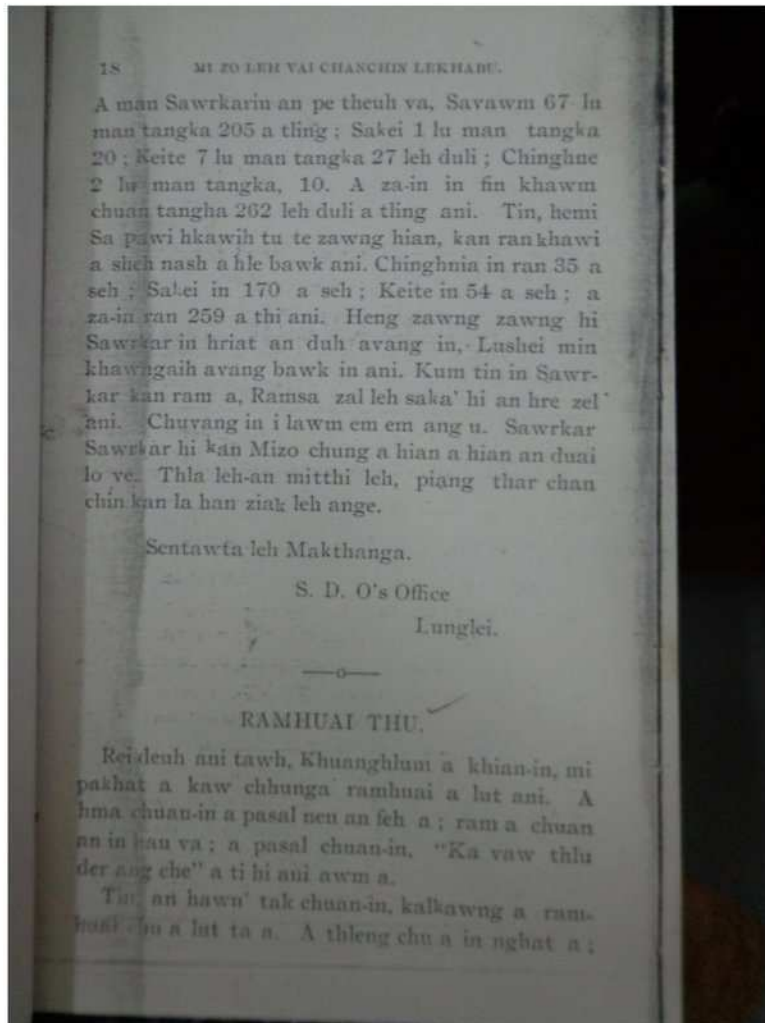 18 MI ZO LEH VAI CHANCHIN LEKHABU.
A man Sawrkarin an pe theuh va, Savawm 67 lu
man tangka 205 a tling ; Sakei 1 lu man tangka
20 ; Keite 7 lu man tangka 27 leh duli ; Chinghne
2 lu man tangka, 10. A za-in in fin khawm
chuan tangha 262 leh duli a tling ani. Tin, hemi
Sa pawi hkawih tu te zawng hian, kan ran khawi
a sheh nash a hle bawk ani. Chinghnia in ran 35 a
seh ; Sakei in 170 a seh ; Keite in 54 a seh ; a
za-in ran 259 a thi ani. Heng zawng zawng hi
Sawrkar in hriat an duh avang in, Lushei min
khawngaih avang bawk in ani. Kum tin in Sawr-
kar kan ram a, Ramsa zal leh saka' hi an hre zel
ani. Chuvang in i lawm em em ang u. Sawrkar
Sawrkar hi kan Mizo chung a hian a hian an duai
lo ve. Thla leh-an mitthi leh, piang thar chan
chin kan la han ziak leh ange.
Sentawta leh Makthanga.
S. D. O's Office
Lunglei.
RAMHUAI THU.
Rei deuh ani tawh, Khuanghlum a khian-in, mi
pakhat a kaw chhunga ramhuai a lut ani. A
hma chuan-in a pasal nen an feh a ; ram a chuan
an in hau va ; a pasal chuan-in, "Ka vaw thlu
der ang che" a ti hi ani awm a.
Tin, an hawn' tak chuan-in, kalkawng a ram-
huai chu a lut ta a. A thleng chu a in nghat a ;